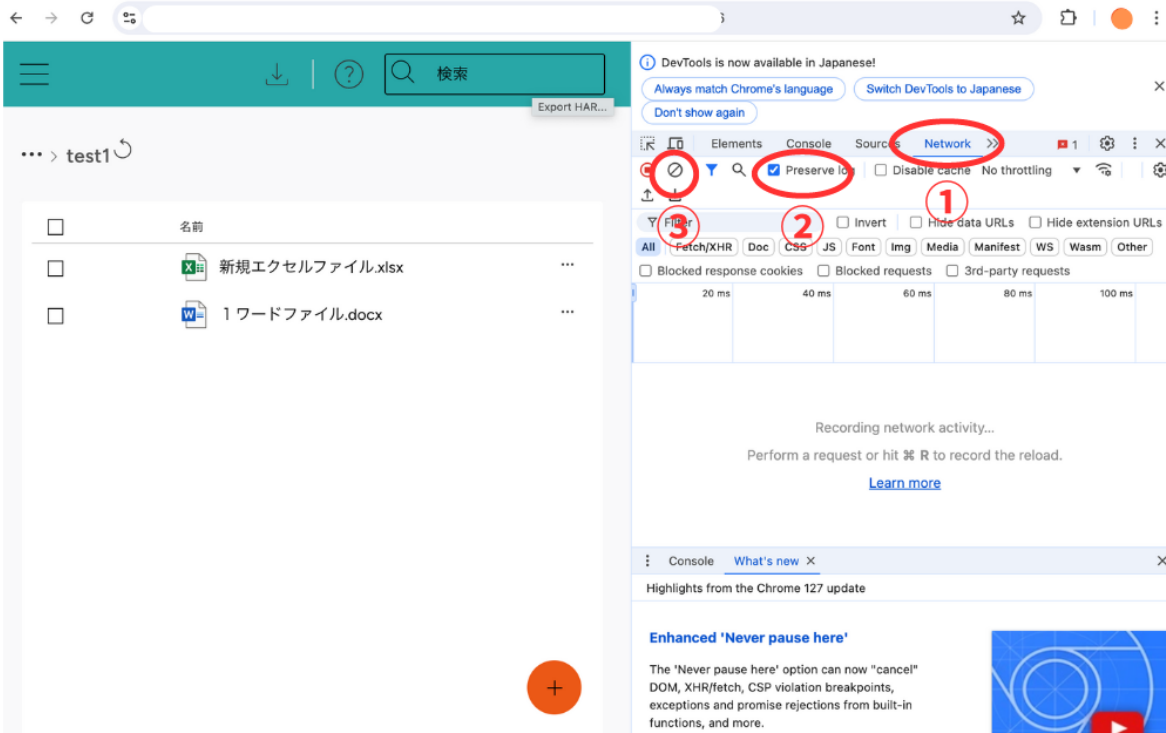 検索
Export HAR...
••• > test1
名前
新規エクセルファイル.xlsx
1 ワードファイル.docx
+
DevTools is now available in Japanese!
Always match Chrome's language
Switch DevTools to Japanese
Don't show again
Elements Console Sources Network >> 1
Preserve log Disable cache No throttling
① ② ③
Filter Invert Hide data URLs Hide extension URLs
All Fetch/XHR Doc CSS JS Font Img Media Manifest WS Wasm Other
Blocked response cookies Blocked requests 3rd-party requests
20 ms 40 ms 60 ms 80 ms 100 ms
Recording network activity...
Perform a request or hit ⌘ R to record the reload.
Learn more
Console What's new ×
Highlights from the Chrome 127 update
Enhanced 'Never pause here'
The 'Never pause here' option can now "cancel"
DOM, XHR/fetch, CSP violation breakpoints,
exceptions and promise rejections from built-in
functions, and more.